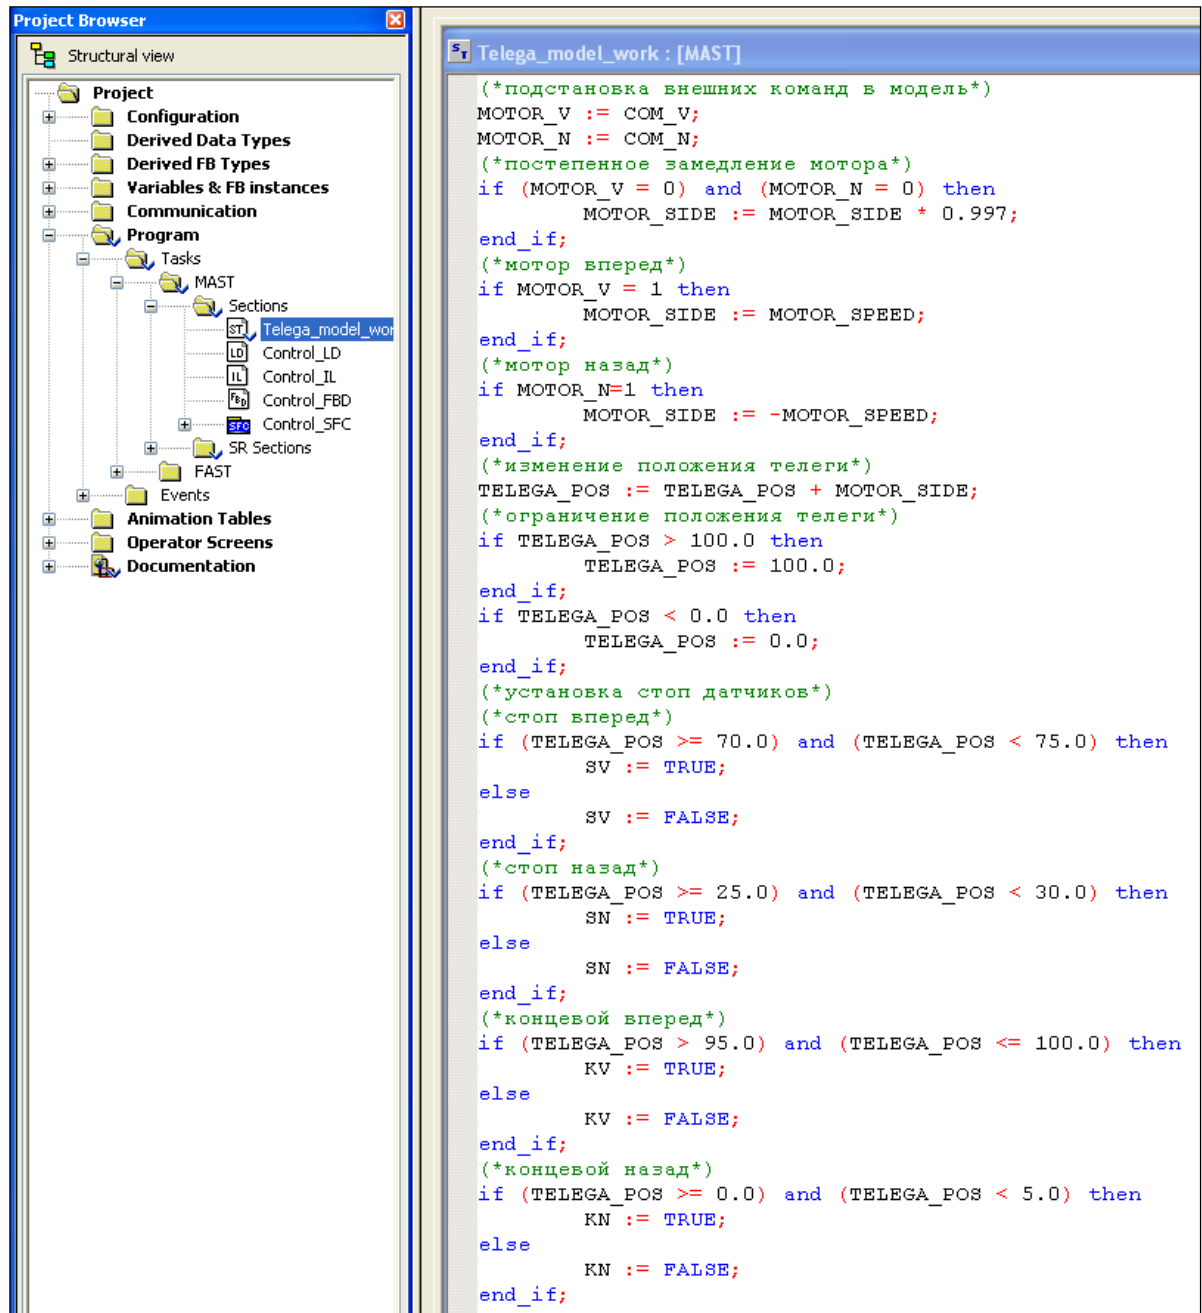 Project Browser
Structural view
Project
Configuration
Derived Data Types
Derived FB Types
Variables & FB instances
Communication
Program
Tasks
MAST
Sections
ST Telega_model_wor
LD Control_LD
IL Control_IL
FBD Control_FBD
SFC Control_SFC
SR Sections
FAST
Events
Animation Tables
Operator Screens
Documentation
ST Telega_model_work : [MAST]
(*подстановка внешних команд в модель*)
MOTOR_V := COM_V;
MOTOR_N := COM_N;
(*постепенное замедление мотора*)
if (MOTOR_V = 0) and (MOTOR_N = 0) then
MOTOR_SIDE := MOTOR_SIDE * 0.997;
end_if;
(*мотор вперед*)
if MOTOR_V = 1 then
MOTOR_SIDE := MOTOR_SPEED;
end_if;
(*мотор назад*)
if MOTOR_N=1 then
MOTOR_SIDE := -MOTOR_SPEED;
end_if;
(*изменение положения телеги*)
TELEGA_POS := TELEGA_POS + MOTOR_SIDE;
(*ограничение положения телеги*)
if TELEGA_POS > 100.0 then
TELEGA_POS := 100.0;
end_if;
if TELEGA_POS < 0.0 then
TELEGA_POS := 0.0;
end_if;
(*установка стоп датчиков*)
(*стоп вперед*)
if (TELEGA_POS >= 70.0) and (TELEGA_POS < 75.0) then
SV := TRUE;
else
SV := FALSE;
end_if;
(*стоп назад*)
if (TELEGA_POS >= 25.0) and (TELEGA_POS < 30.0) then
SN := TRUE;
else
SN := FALSE;
end_if;
(*концевой вперед*)
if (TELEGA_POS > 95.0) and (TELEGA_POS <= 100.0) then
KV := TRUE;
else
KV := FALSE;
end_if;
(*концевой назад*)
if (TELEGA_POS >= 0.0) and (TELEGA_POS < 5.0) then
KN := TRUE;
else
KN := FALSE;
end_if;